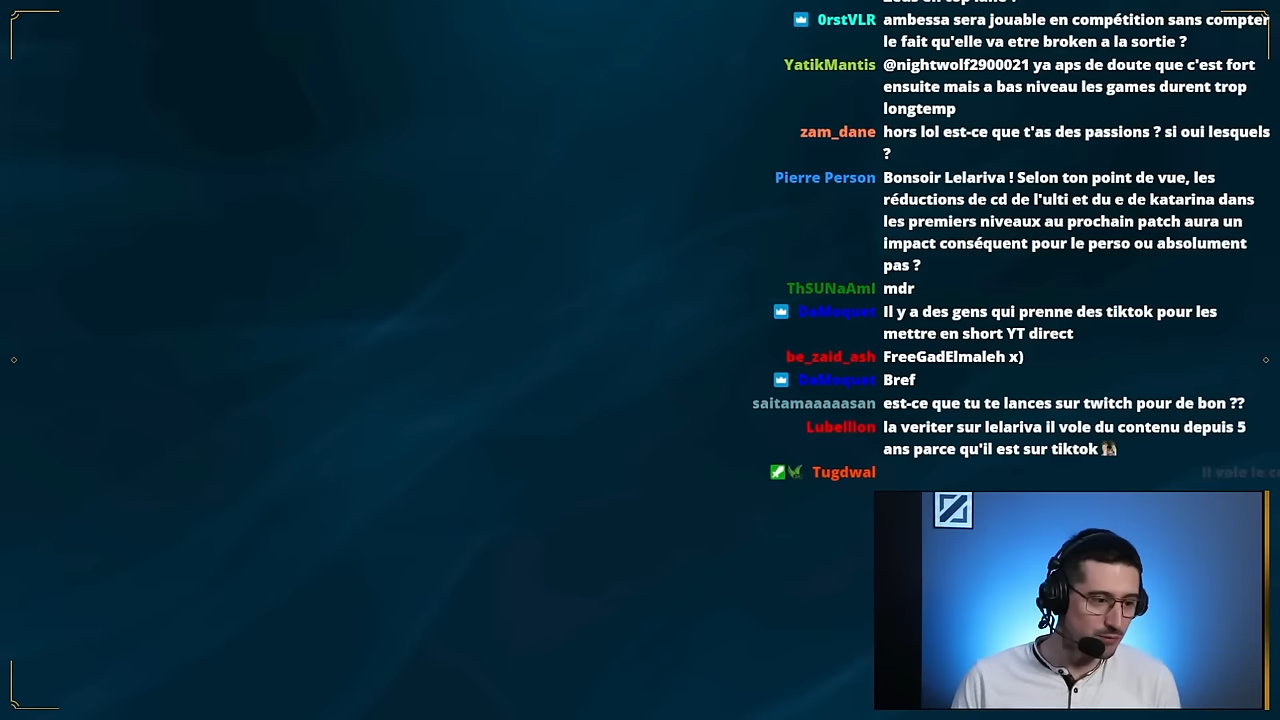 0rstVLR ambessa sera jouable en compétition sans compter
le fait qu'elle va etre broken a la sortie ?
YatikMantis @nightwolf2900021 ya aps de doute que c'est fort
ensuite mais a bas niveau les games durent trop
longtemp
zam_dane hors lol est-ce que t'as des passions ? si oui lesquels
?
Pierre Person Bonsoir Lelariva ! Selon ton point de vue, les
réductions de cd de l'ulti et du e de katarina dans
les premiers niveaux au prochain patch aura un
impact conséquent pour le perso ou absolument
pas ?
ThSUNaAmI mdr
DaMoquet Il y a des gens qui prenne des tiktok pour les
mettre en short YT direct
be_zaid_ash FreeGadElmaleh x)
DaMoquet Bref
saitamaaaaasan est-ce que tu te lances sur twitch pour de bon ??
Lubellion la veriter sur lelariva il vole du contenu depuis 5
ans parce qu'il est sur tiktok
Tugdwal Il vole le